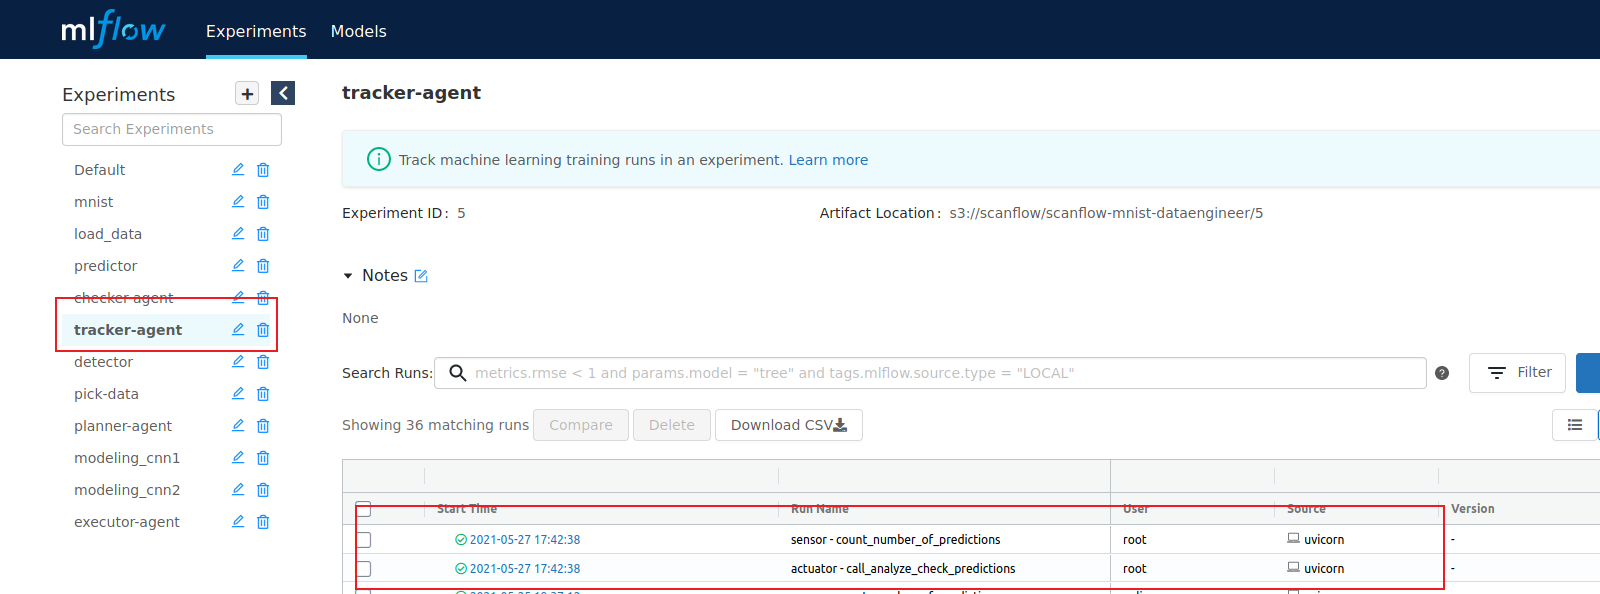 mlflow Experiments Models
Experiments +
Search Experiments
Default
mnist
load_data
predictor
checker-agent
tracker-agent
detector
pick-data
planner-agent
modeling_cnn1
modeling_cnn2
executor-agent
tracker-agent
Track machine learning training runs in an experiment. Learn more
Experiment ID: 5 Artifact Location: s3://scanflow/scanflow-mnist-dataengineer/5
Notes
None
Search Runs: metrics.rmse < 1 and params.model = "tree" and tags.mlflow.source.type = "LOCAL" ? Filter
Showing 36 matching runs Compare Delete Download CSV
Start Time Run Name User Source Version
2021-05-27 17:42:38 sensor - count_number_of_predictions root uvicorn -
2021-05-27 17:42:38 actuator - call_analyze_check_predictions root uvicorn -